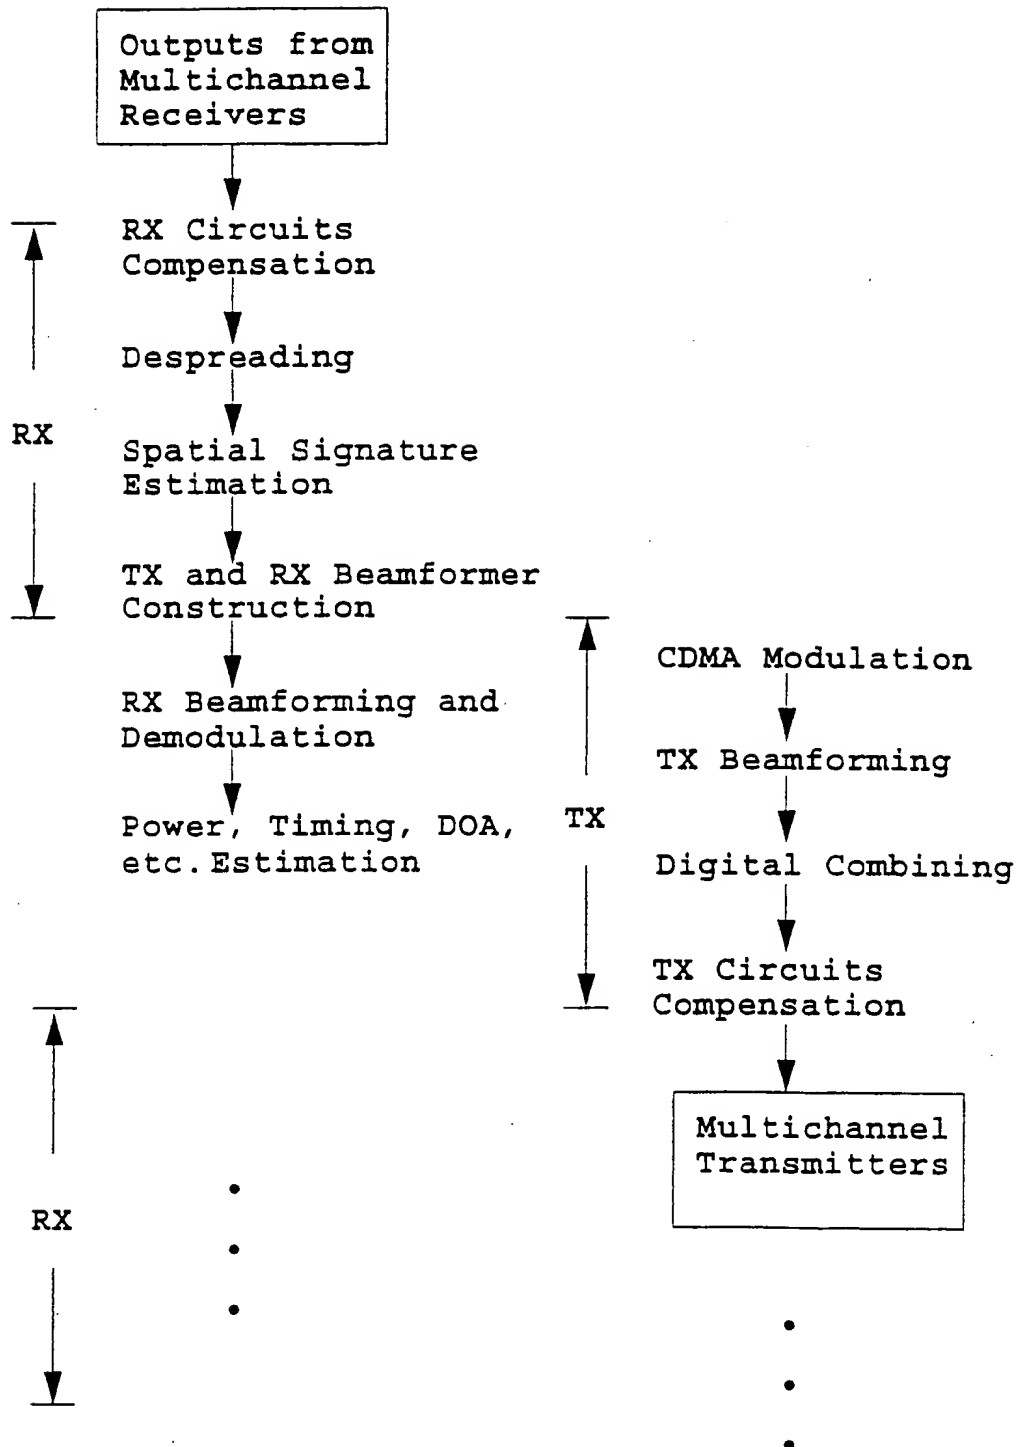 Outputs from
Multichannel
Receivers
RX Circuits
Compensation
Despreading
RX
Spatial Signature
Estimation
TX and RX Beamformer
Construction
RX Beamforming and
Demodulation
Power, Timing, DOA,
etc. Estimation
CDMA Modulation
TX Beamforming
TX
Digital Combining
TX Circuits
Compensation
Multichannel
Transmitters
RX